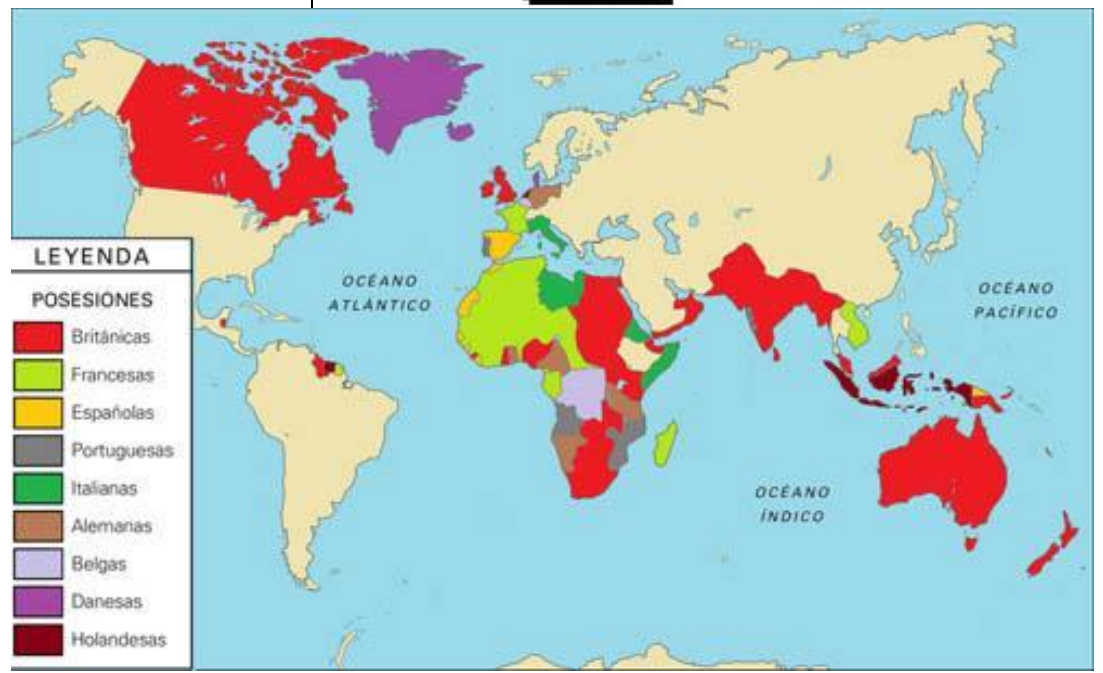 LEYENDA
POSESIONES
Británicas
Francesas
Españolas
Portuguesas
Italianas
Alemanas
Belgas
Danesas
Holandesas
OCÉANO
ATLÁNTICO
OCÉANO
PACÍFICO
OCÉANO
ÍNDICO